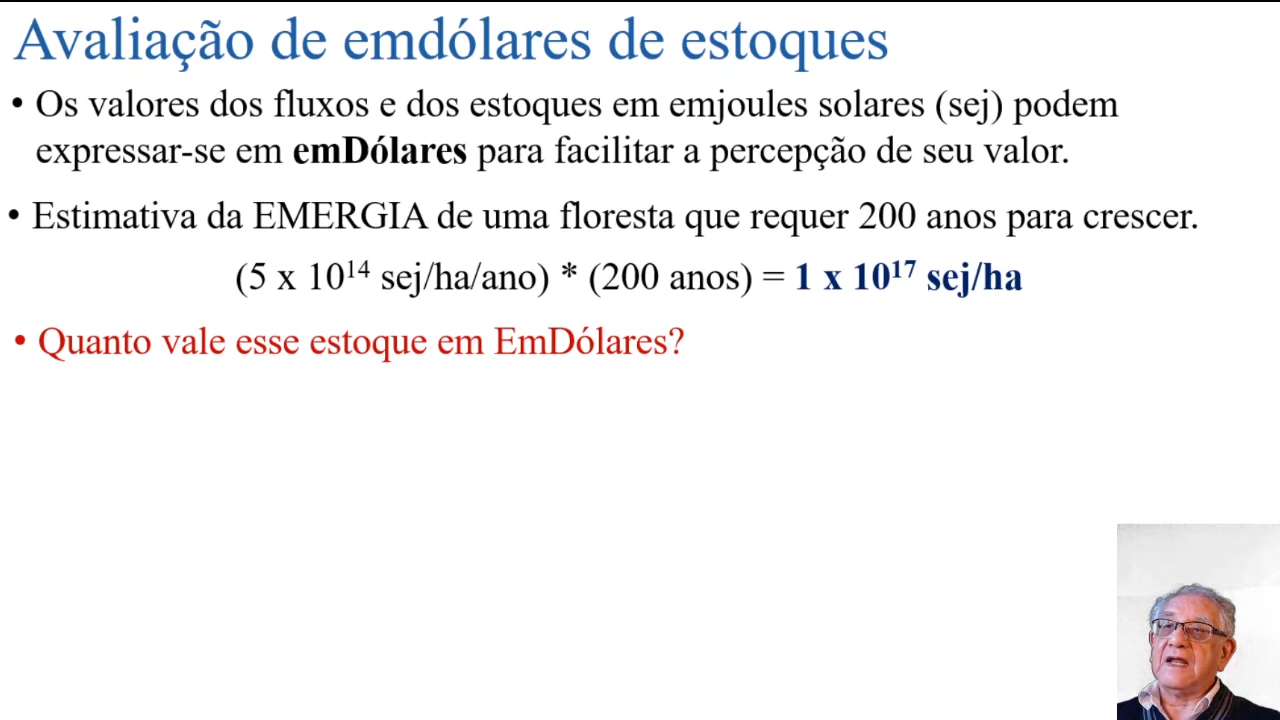 Avaliação de emdólares de estoques
• Os valores dos fluxos e dos estoques em emjoules solares (sej) podem
expressar-se em emDólares para facilitar a percepção de seu valor.
• Estimativa da EMERGIA de uma floresta que requer 200 anos para crescer.
(5 x 10¹⁴ sej/ha/ano) * (200 anos) = 1 x 10¹⁷ sej/ha
• Quanto vale esse estoque em EmDólares?